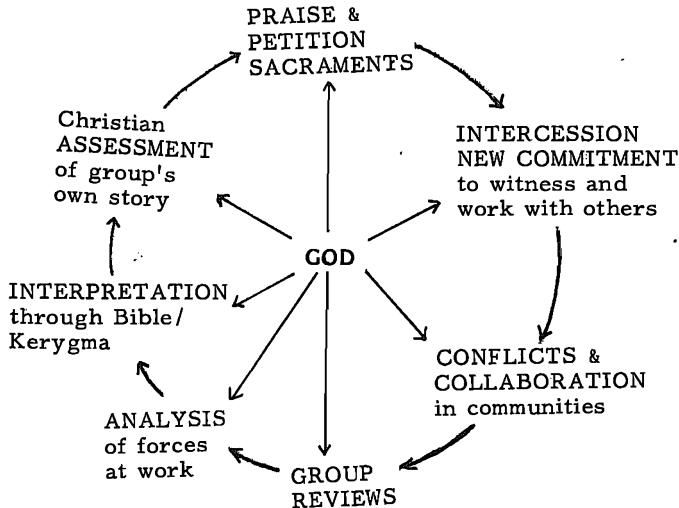 PRAISE &
PETITION
SACRAMENTS
INTERCESSION
NEW COMMITMENT
to witness and
work with others
CONFLICTS &
COLLABORATION
in communities
GROUP
REVIEWS
ANALYSIS
of forces
at work
INTERPRETATION
through Bible/
Kerygma
Christian
ASSESSMENT
of group's
own story
GOD